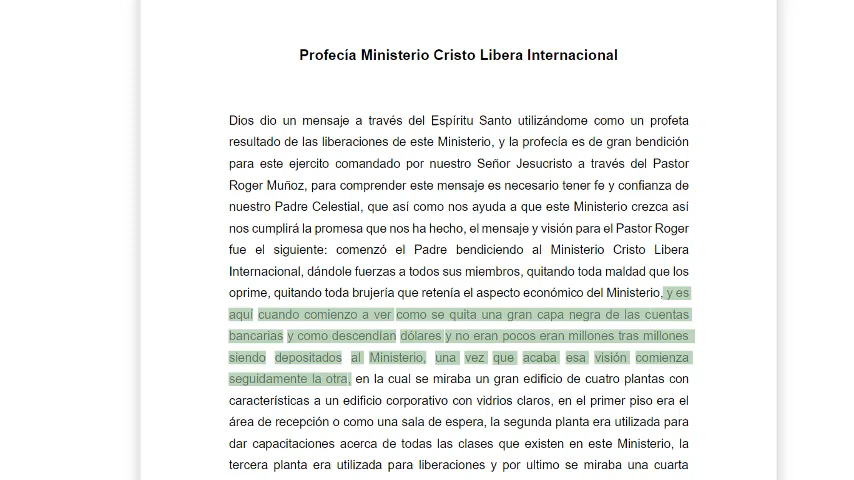 Profecía Ministerio Cristo Libera Internacional
Dios dio un mensaje a través del Espíritu Santo utilizándome como un profeta
resultado de las liberaciones de este Ministerio, y la profecía es de gran bendición
para este ejercito comandado por nuestro Señor Jesucristo a través del Pastor
Roger Muñoz, para comprender este mensaje es necesario tener fe y confianza de
nuestro Padre Celestial, que así como nos ayuda a que este Ministerio crezca así
nos cumplirá la promesa que nos ha hecho, el mensaje y visión para el Pastor Roger
fue el siguiente: comenzó el Padre bendiciendo al Ministerio Cristo Libera
Internacional, dándole fuerzas a todos sus miembros, quitando toda maldad que los
oprime, quitando toda brujería que retenía el aspecto económico del Ministerio, y es
aquí cuando comienzo a ver como se quita una gran capa negra de las cuentas
bancarias y como descendían dólares y no eran pocos eran millones tras millones
siendo depositados al Ministerio, una vez que acaba esa visión comienza
seguidamente la otra, en la cual se miraba un gran edificio de cuatro plantas con
características a un edificio corporativo con vidrios claros, en el primer piso era el
área de recepción o como una sala de espera, la segunda planta era utilizada para
dar capacitaciones acerca de todas las clases que existen en este Ministerio, la
tercera planta era utilizada para liberaciones y por ultimo se miraba una cuarta